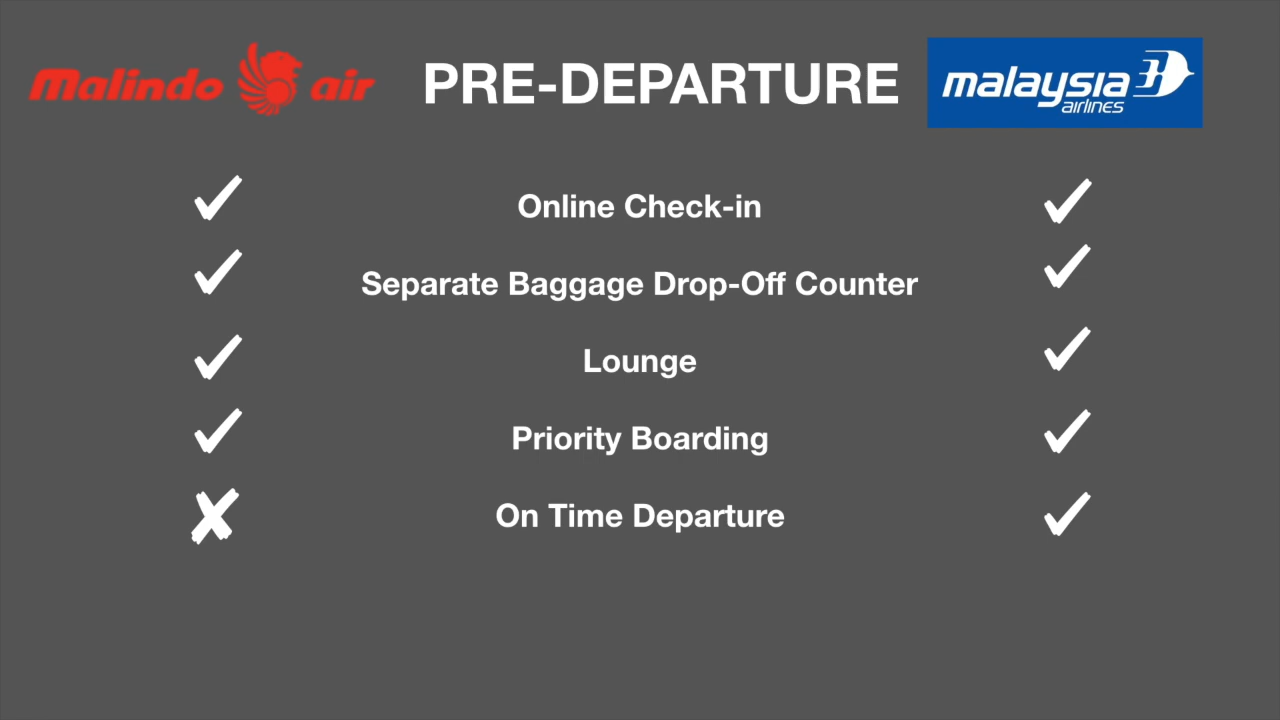 Malindo air
PRE-DEPARTURE
malaysia
airlines
Online Check-in
Separate Baggage Drop-Off Counter
Lounge
Priority Boarding
On Time Departure